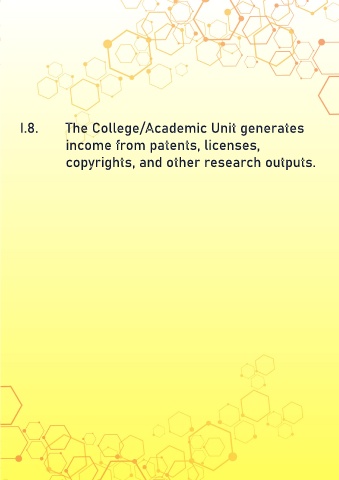 I.8. The College/Academic Unit generates
income from patents, licenses,
copyrights, and other research outputs.